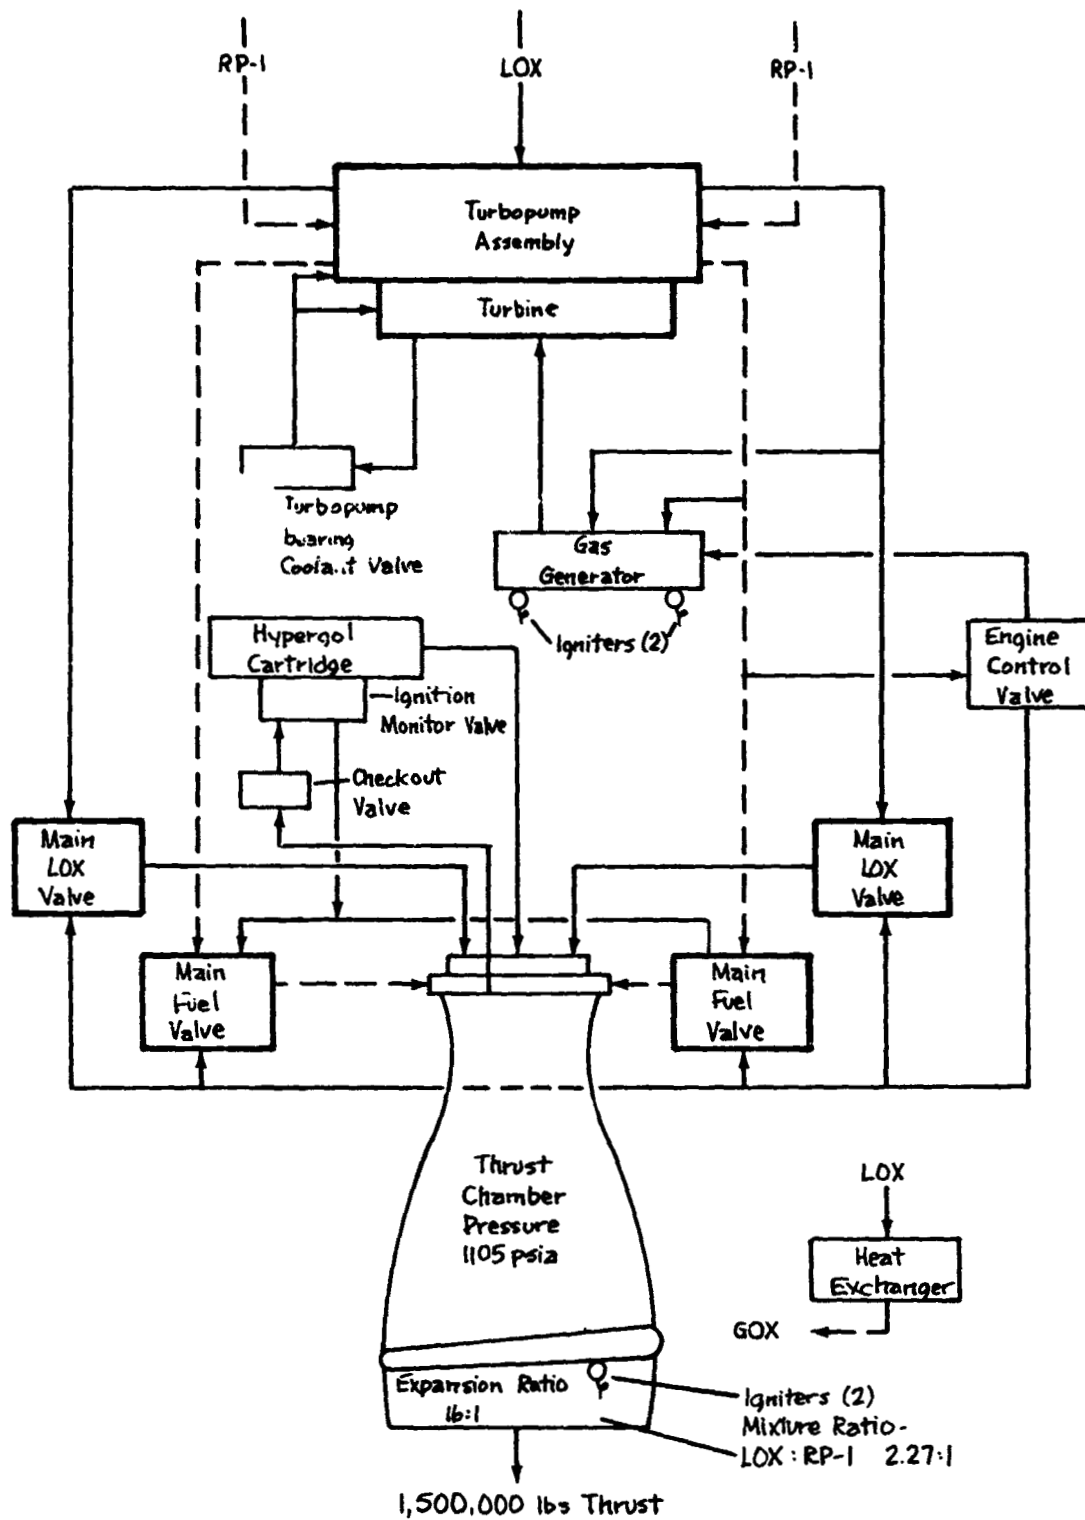 RP-1
LOX
RP-1
Turbopump
Assembly
Turbine
Turbopump
bearing
Coolant Valve
Gas
Generator
Igniters (2)
Hypergol
Cartridge
Ignition
Monitor Valve
Engine
Control
Valve
Checkout
Valve
Main
LOX
Valve
Main
LOX
Valve
Main
Fuel
Valve
Main
Fuel
Valve
Thrust
Chamber
Pressure
1105 psia
LOX
Heat
Exchanger
GOX
Expansion Ratio
16:1
Igniters (2)
Mixture Ratio-
LOX : RP-1 2.27:1
1,500,000 lbs Thrust